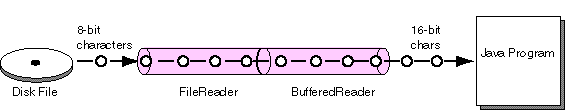 8-bit
characters
16-bit
chars
Java Program
Disk File
FileReader
BufferedReader